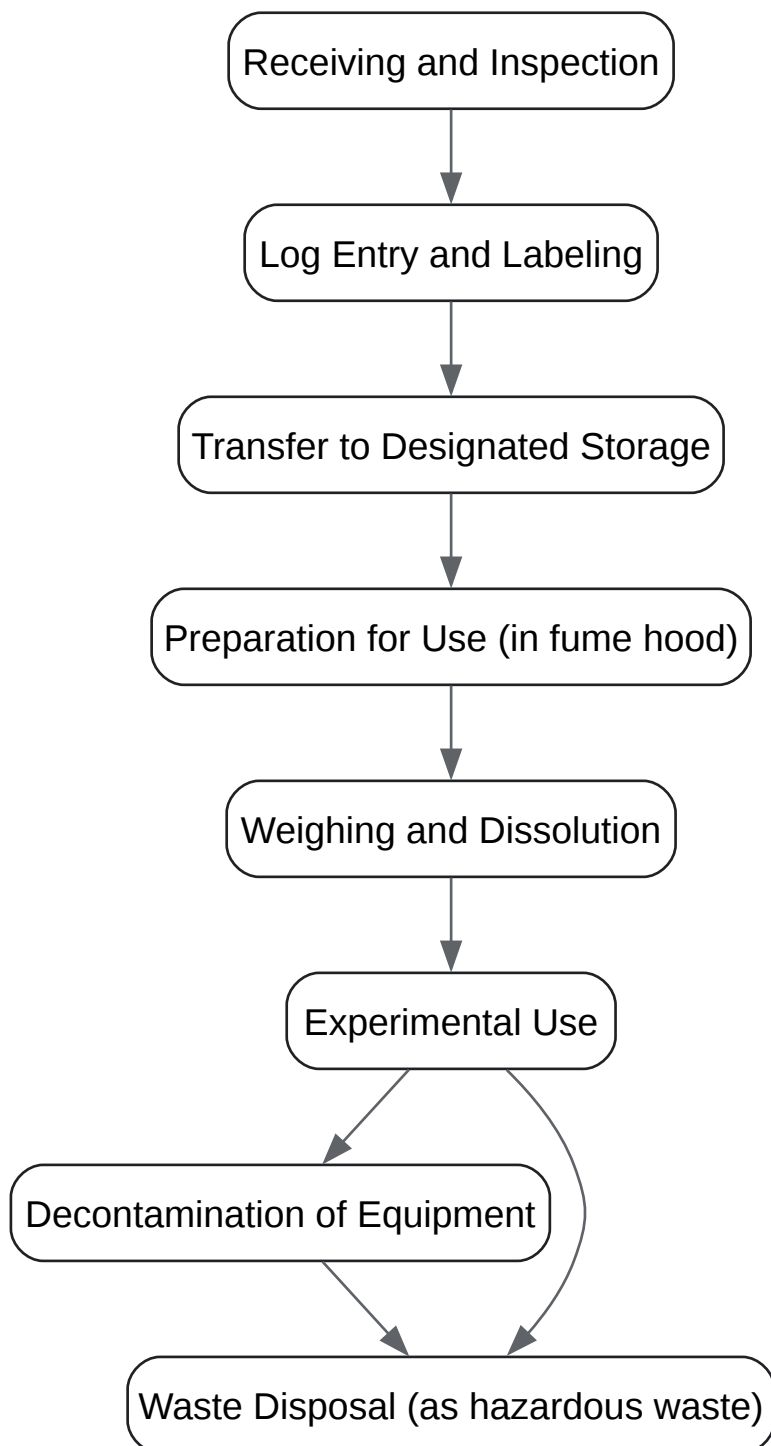 Receiving and Inspection
Log Entry and Labeling
Transfer to Designated Storage
Preparation for Use (in fume hood)
Weighing and Dissolution
Experimental Use
Decontamination of Equipment
Waste Disposal (as hazardous waste)